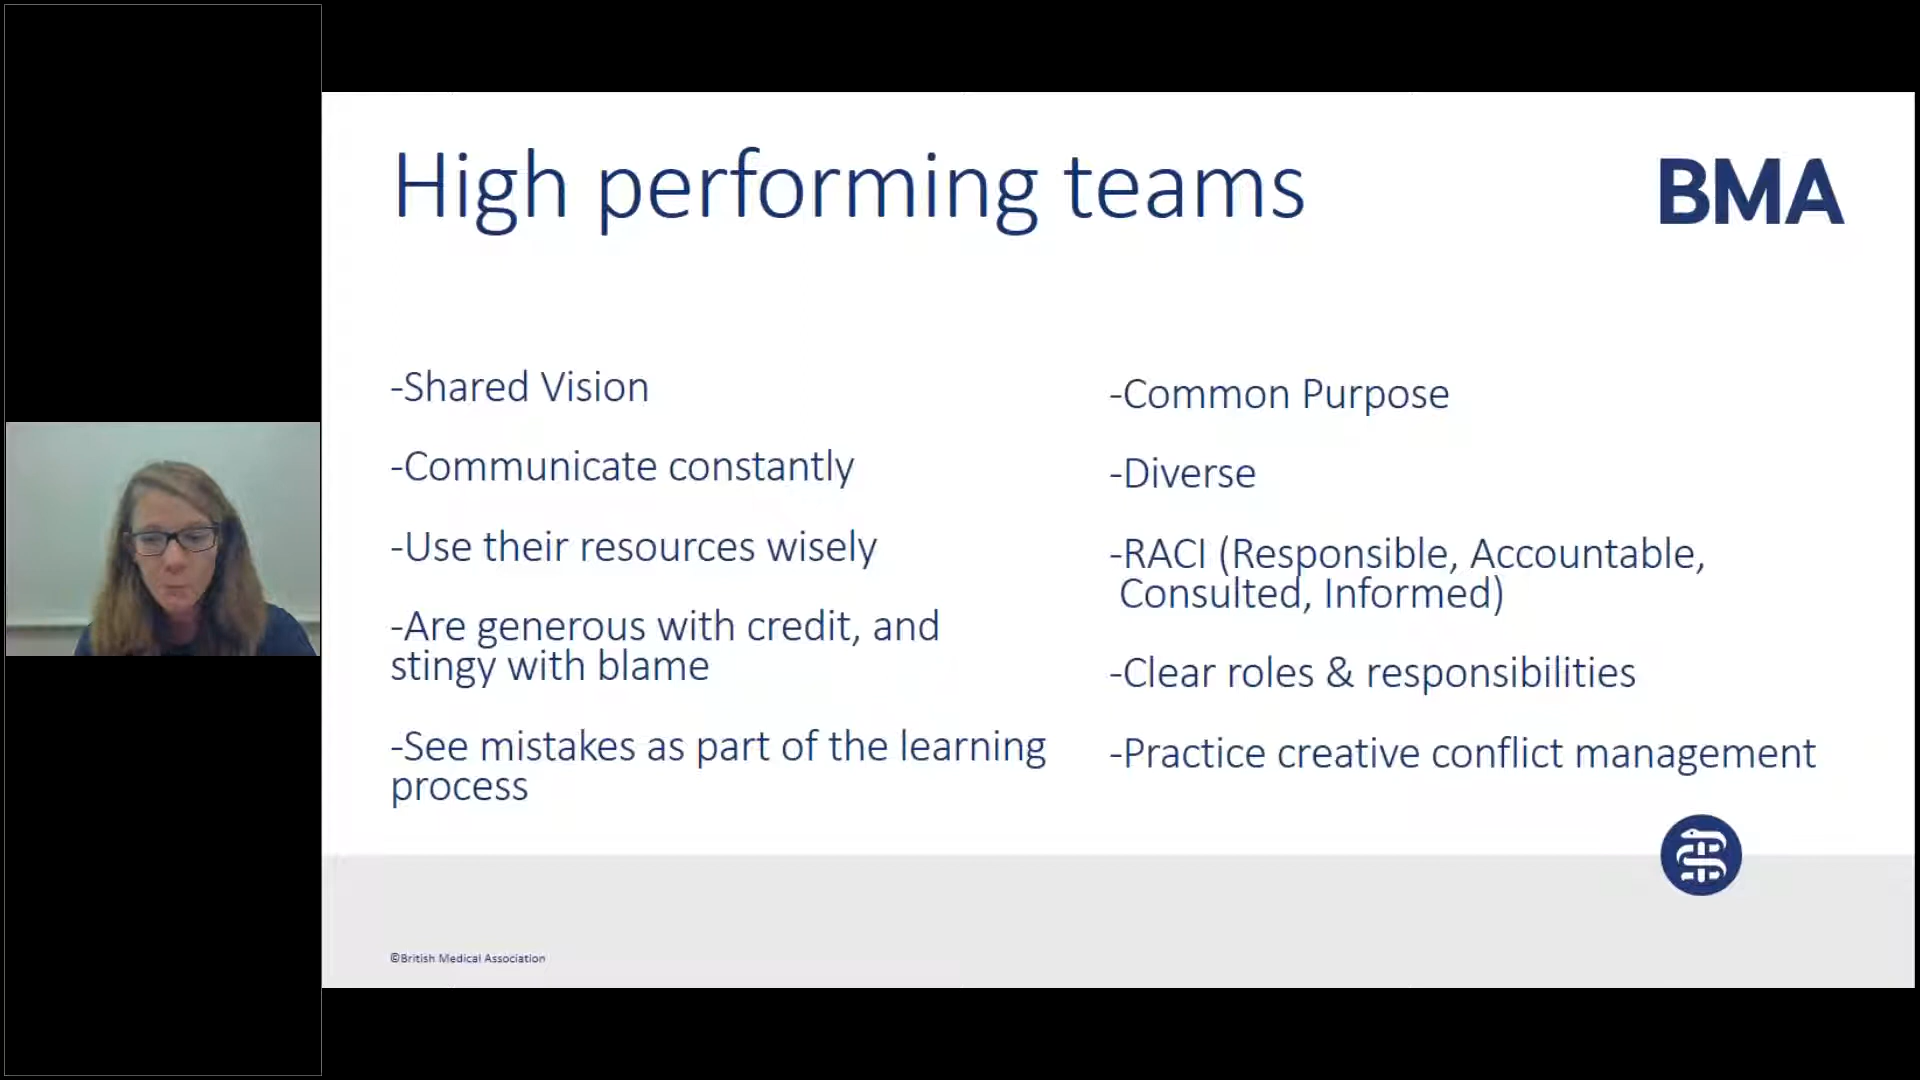 High performing teams
BMA
-Shared Vision
-Communicate constantly
-Use their resources wisely
-Are generous with credit, and
stingy with blame
-See mistakes as part of the learning
process
-Common Purpose
-Diverse
-RACI (Responsible, Accountable,
Consulted, Informed)
-Clear roles & responsibilities
-Practice creative conflict management
©British Medical Association